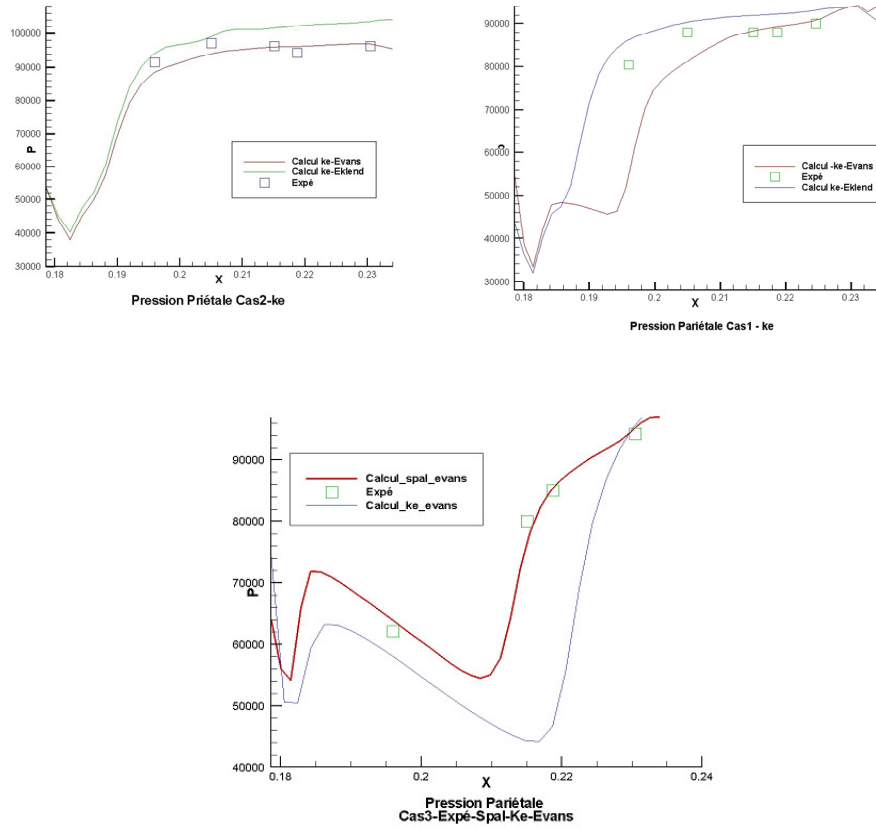 100000
90000
80000
70000
60000
50000
40000
30000
P
0.18
0.19
0.2
0.21
0.22
0.23
X
Calcul ke-Evans
Calcul ke-Eklend
Expé
Pression Priétale Cas2-ke
90000
80000
70000
60000
50000
40000
30000
0.18
0.19
0.2
0.21
0.22
0.23
X
Calcul -ke-Evans
Expé
Calcul ke-Eklend
Pression Pariétale Cas1 - ke
90000
80000
70000
60000
50000
40000
P
0.18
0.2
0.22
0.24
X
Calcul_spal_evans
Expé
Calcul_ke_evans
Pression Pariétale
Cas3-Expé-Spal-Ke-Evans